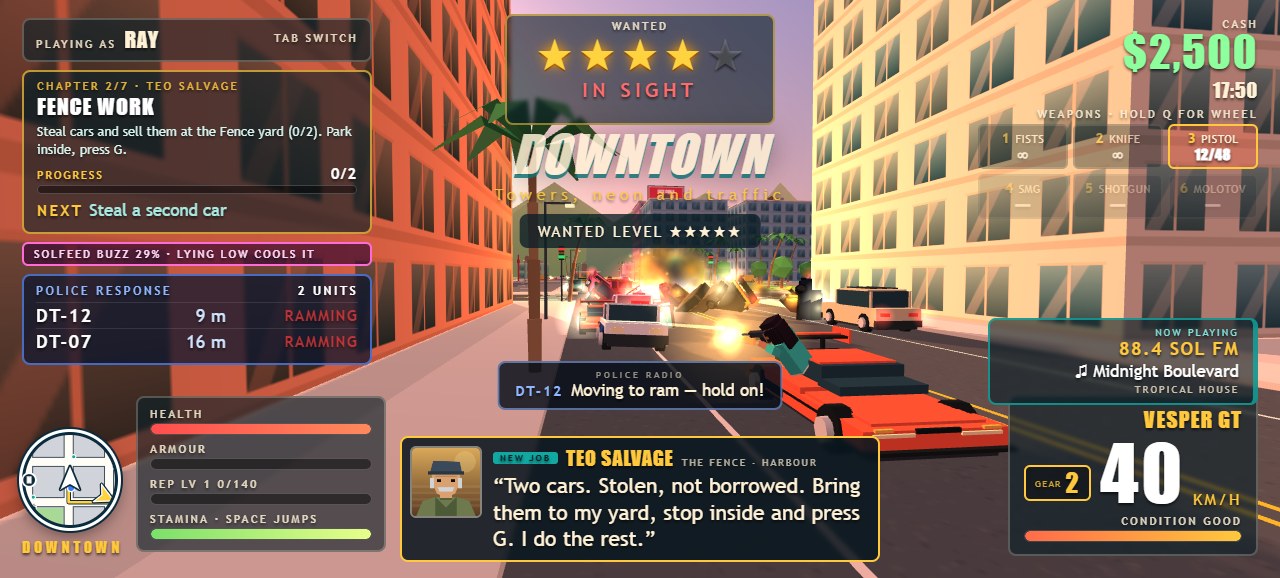 PLAYING AS RAY TAB SWITCH
CHAPTER 2/7 · TEO SALVAGE
FENCE WORK
Steal cars and sell them at the Fence yard (0/2). Park
inside, press G.
PROGRESS 0/2
NEXT Steal a second car
SOLFEED BUZZ 29% · LYING LOW COOLS IT
POLICE RESPONSE 2 UNITS
DT-12 9 m RAMMING
DT-07 16 m RAMMING
WANTED
IN SIGHT
DOWNTOWN
Towers, neon and traffic
WANTED LEVEL ★★★★★
CASH
$2,500
17:50
WEAPONS · HOLD Q FOR WHEEL
1 FISTS ∞
2 KNIFE ∞
3 PISTOL 12/48
4 SMG —
5 SHOTGUN —
6 MOLOTOV —
POLICE RADIO
DT-12 Moving to ram — hold on!
NOW PLAYING
88.4 SOL FM
♫ Midnight Boulevard
TROPICAL HOUSE
HEALTH
ARMOUR
REP LV 1 0/140
STAMINA · SPACE JUMPS
DOWNTOWN
NEW JOB TEO SALVAGE THE FENCE · HARBOUR
“Two cars. Stolen, not borrowed. Bring
them to my yard, stop inside and press
G. I do the rest.”
VESPER GT
GEAR 2 40 KM/H
CONDITION GOOD